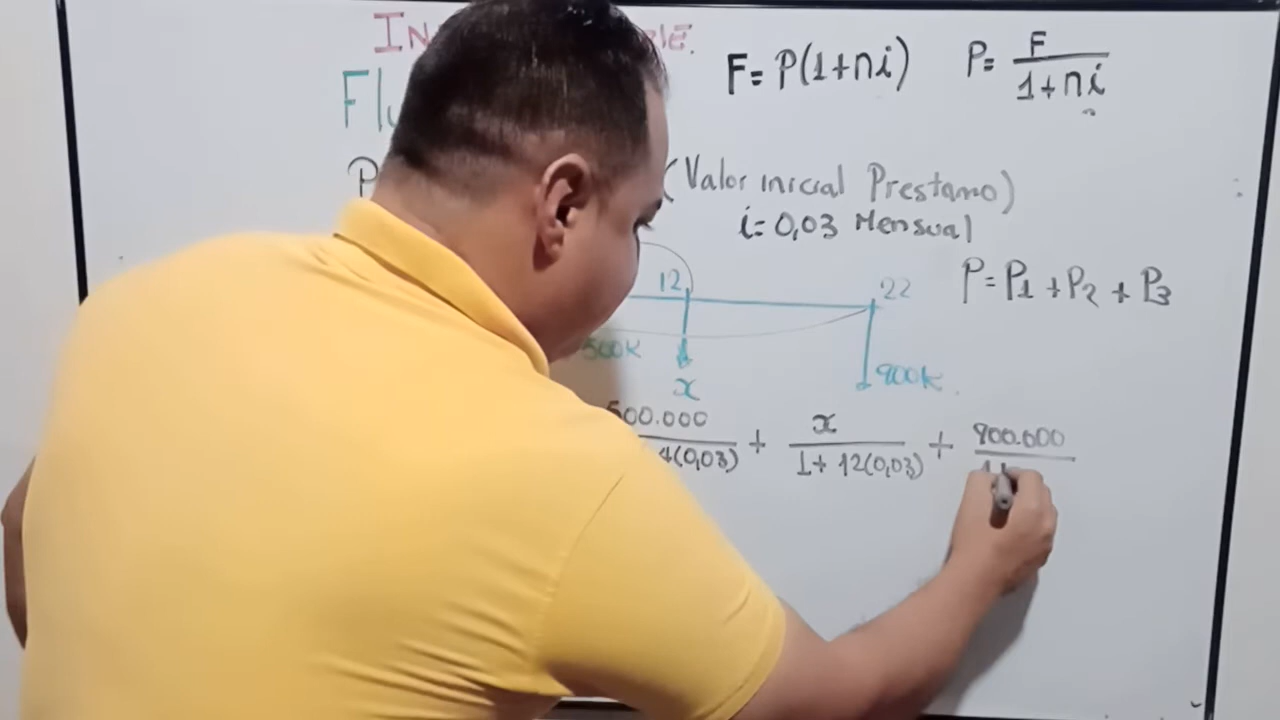 F= P(1+ni) P= F / 1+ni
P (Valor inicial Prestamo)
i=0,03 Mensual
12 22 P=P1 +P2 + P3
500K
x 900K.
500.000 / 4(0,03) + x / 1+ 12(0,03) + 900.000